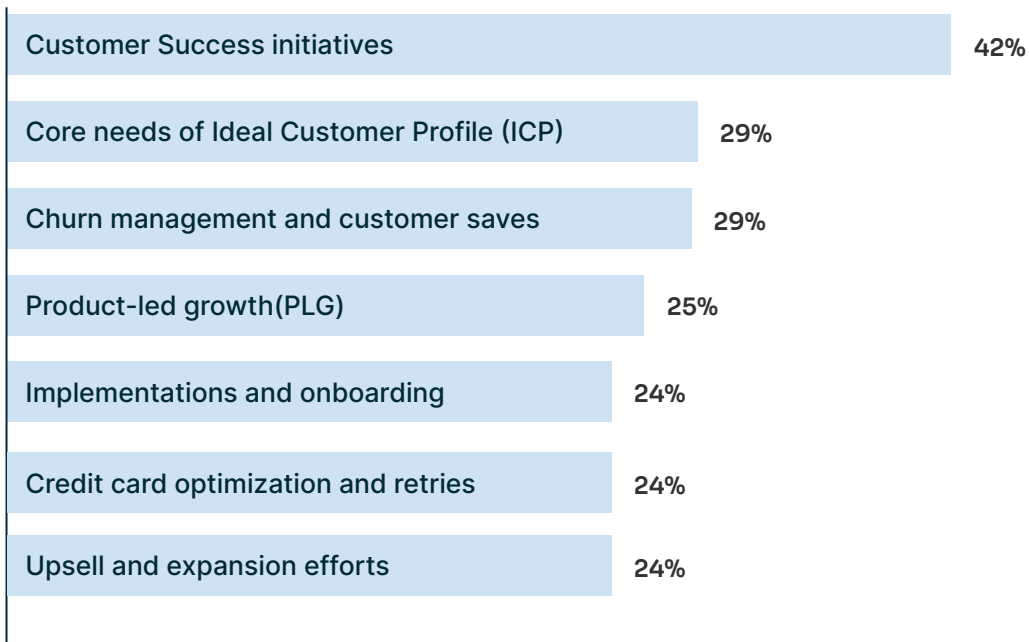 Customer Success initiatives 42%
Core needs of Ideal Customer Profile (ICP) 29%
Churn management and customer saves 29%
Product-led growth(PLG) 25%
Implementations and onboarding 24%
Credit card optimization and retries 24%
Upsell and expansion efforts 24%